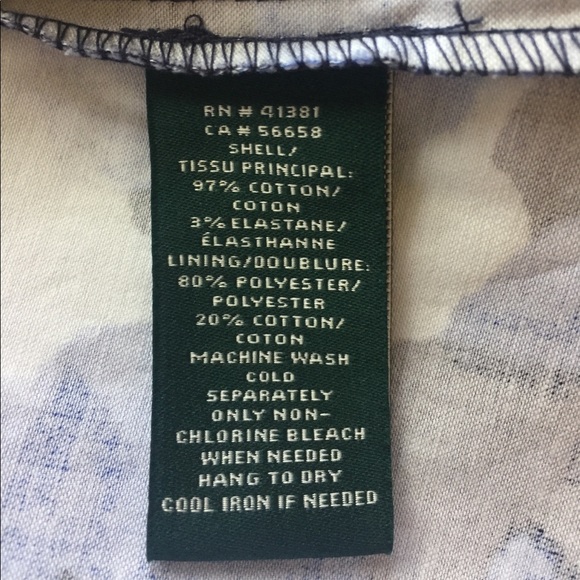 RN # 41381
CA # 56658
SHELL/
TISSU PRINCIPAL:
97% COTTON/
COTON
3% ELASTANE/
ÉLASTHANNE
LINING/DOUBLURE:
80% POLYESTER/
POLYESTER
20% COTTON/
COTON
MACHINE WASH
COLD
SEPARATELY
ONLY NON-
CHLORINE BLEACH
WHEN NEEDED
HANG TO DRY
COOL IRON IF NEEDED